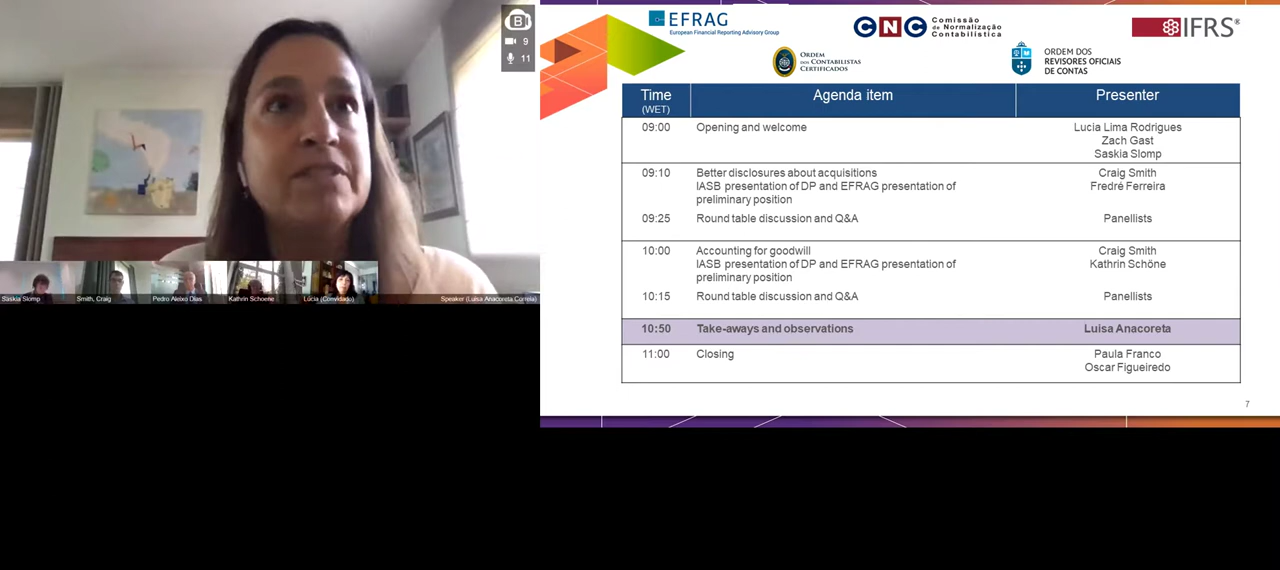 B
9
11
Saskia Slomp
Smith, Craig
Pedro Aleixo Dias
Kathrin Schoene
Lúcia (Convidado)
Speaker (Luisa Anacoreta Correia)
EFRAG
European Financial Reporting Advisory Group
CNC
Comissão
de Normalização
Contabilística
IFRS®
ORDEM
DOS CONTABILISTAS
CERTIFICADOS
ORDEM DOS
REVISORES OFICIAIS
DE CONTAS
Time
(WET)
Agenda item
Presenter
09:00
Opening and welcome
Lucia Lima Rodrigues
Zach Gast
Saskia Slomp
09:10
Better disclosures about acquisitions
IASB presentation of DP and EFRAG presentation of
preliminary position
Craig Smith
Fredré Ferreira
09:25
Round table discussion and Q&A
Panellists
10:00
Accounting for goodwill
IASB presentation of DP and EFRAG presentation of
preliminary position
Craig Smith
Kathrin Schöne
10:15
Round table discussion and Q&A
Panellists
10:50
Take-aways and observations
Luisa Anacoreta
11:00
Closing
Paula Franco
Oscar Figueiredo
7